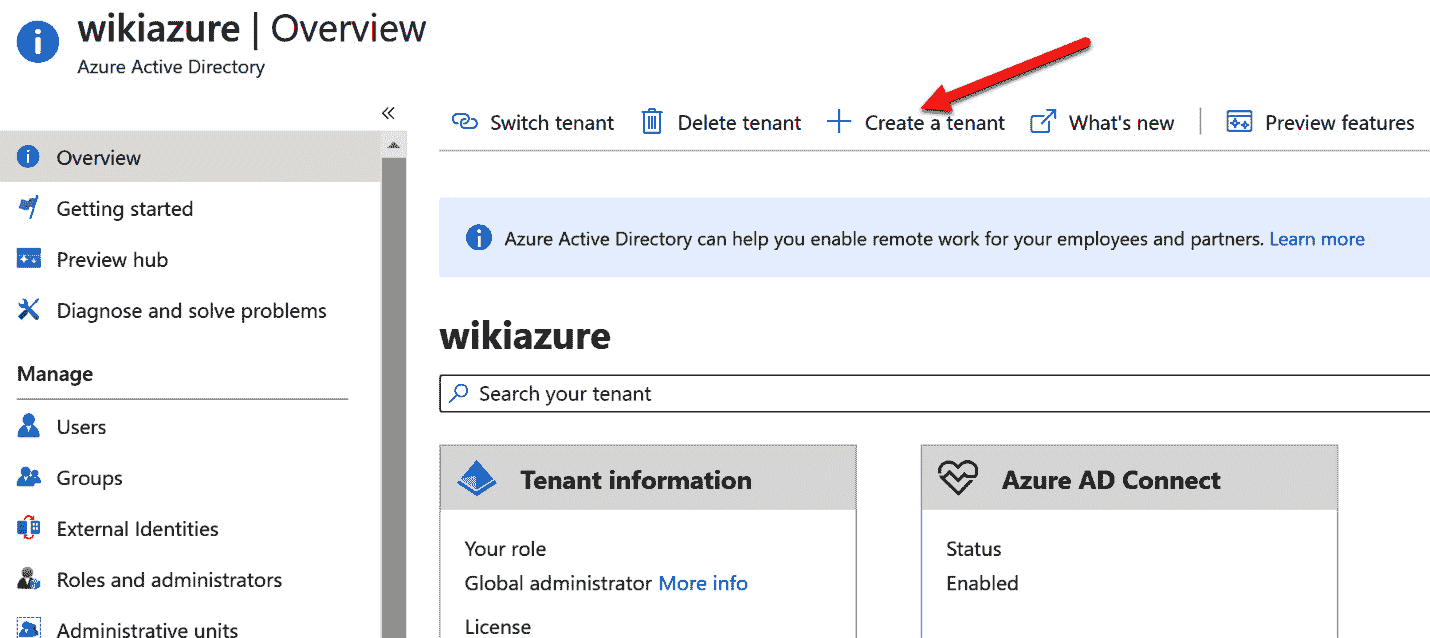 wikiazure | Overview
Azure Active Directory
«
Switch tenant Delete tenant Create a tenant What's new Preview features
Overview
Getting started
Preview hub
Diagnose and solve problems
Manage
Users
Groups
External Identities
Roles and administrators
Administrative units
Azure Active Directory can help you enable remote work for your employees and partners. Learn more
wikiazure
Search your tenant
Tenant information
Your role
Global administrator More info
License
Azure AD Connect
Status
Enabled